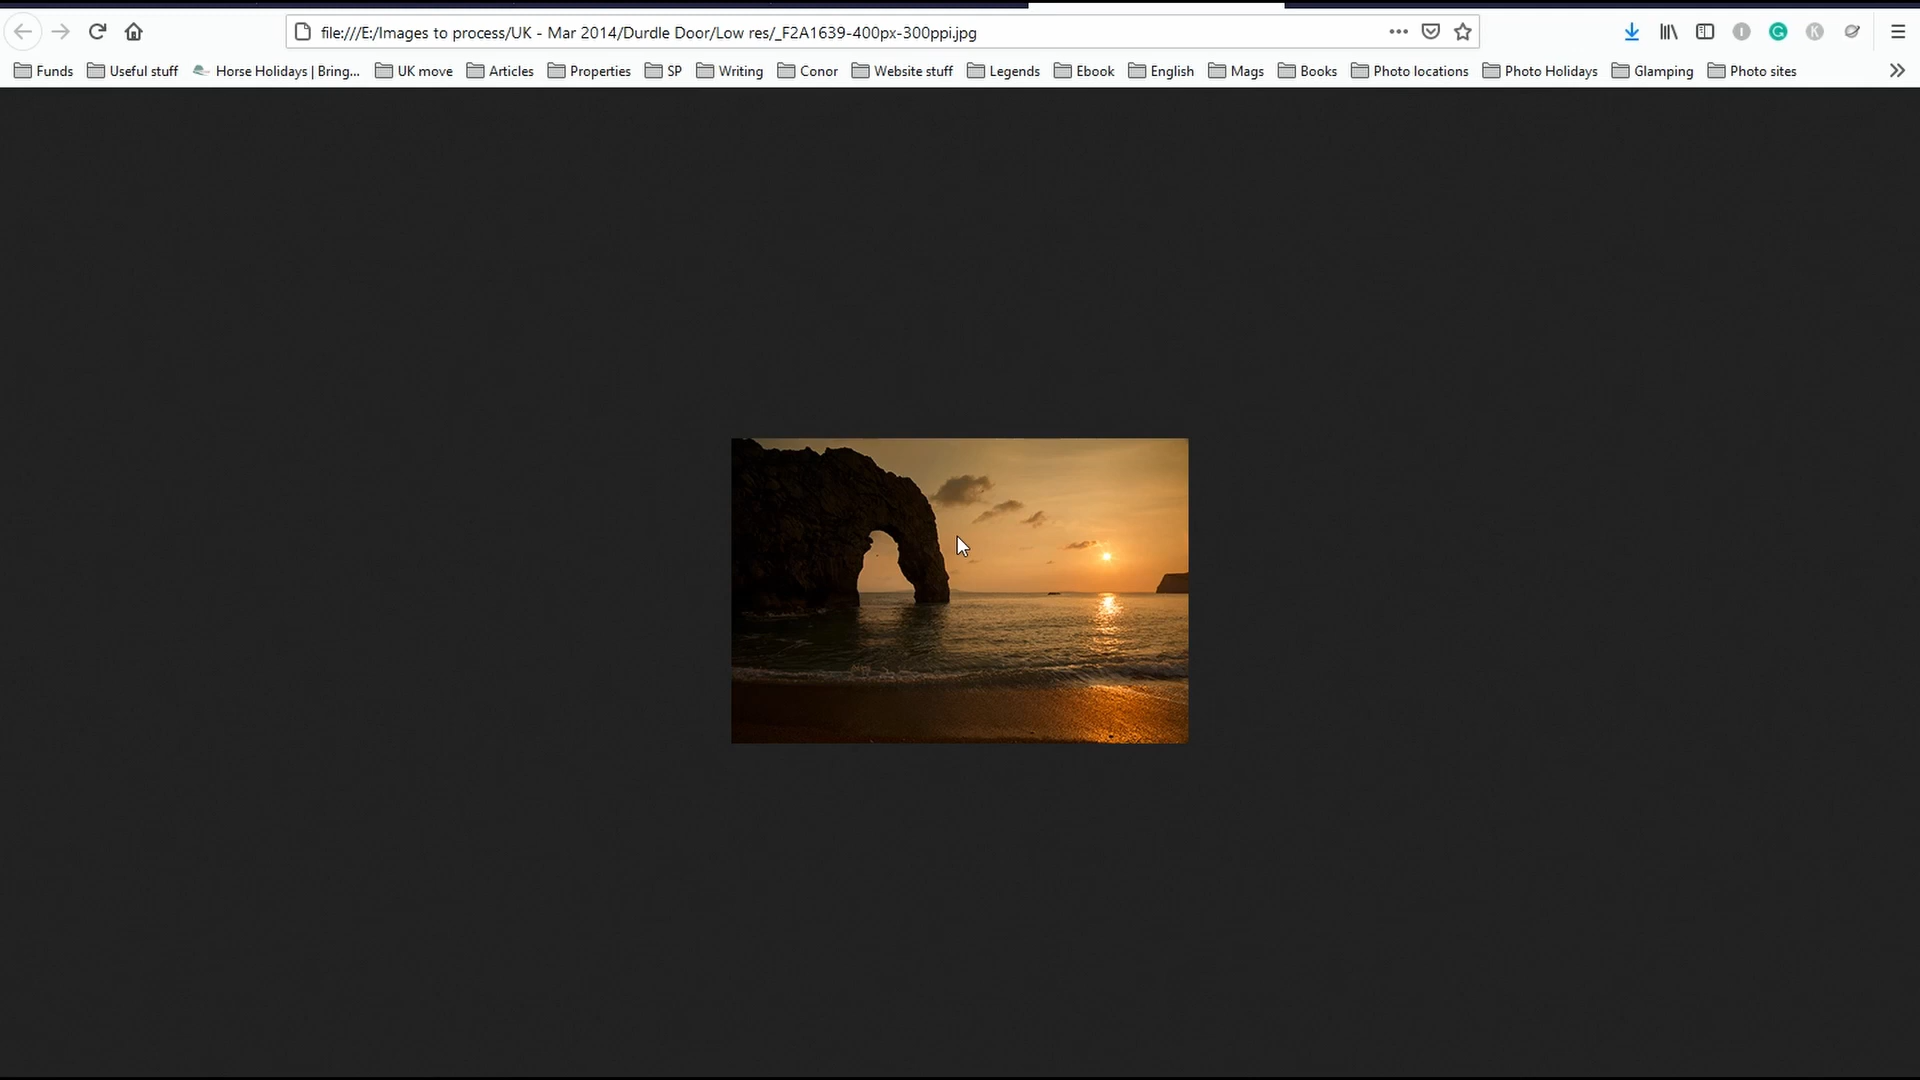 file:///E:/Images to process/UK - Mar 2014/Durdle Door/Low res/_F2A1639-400px-300ppi.jpg
Funds Useful stuff Horse Holidays | Bring... UK move Articles Properties SP Writing Conor Website stuff Legends Ebook English Mags Books Photo locations Photo Holidays Glamping Photo sites